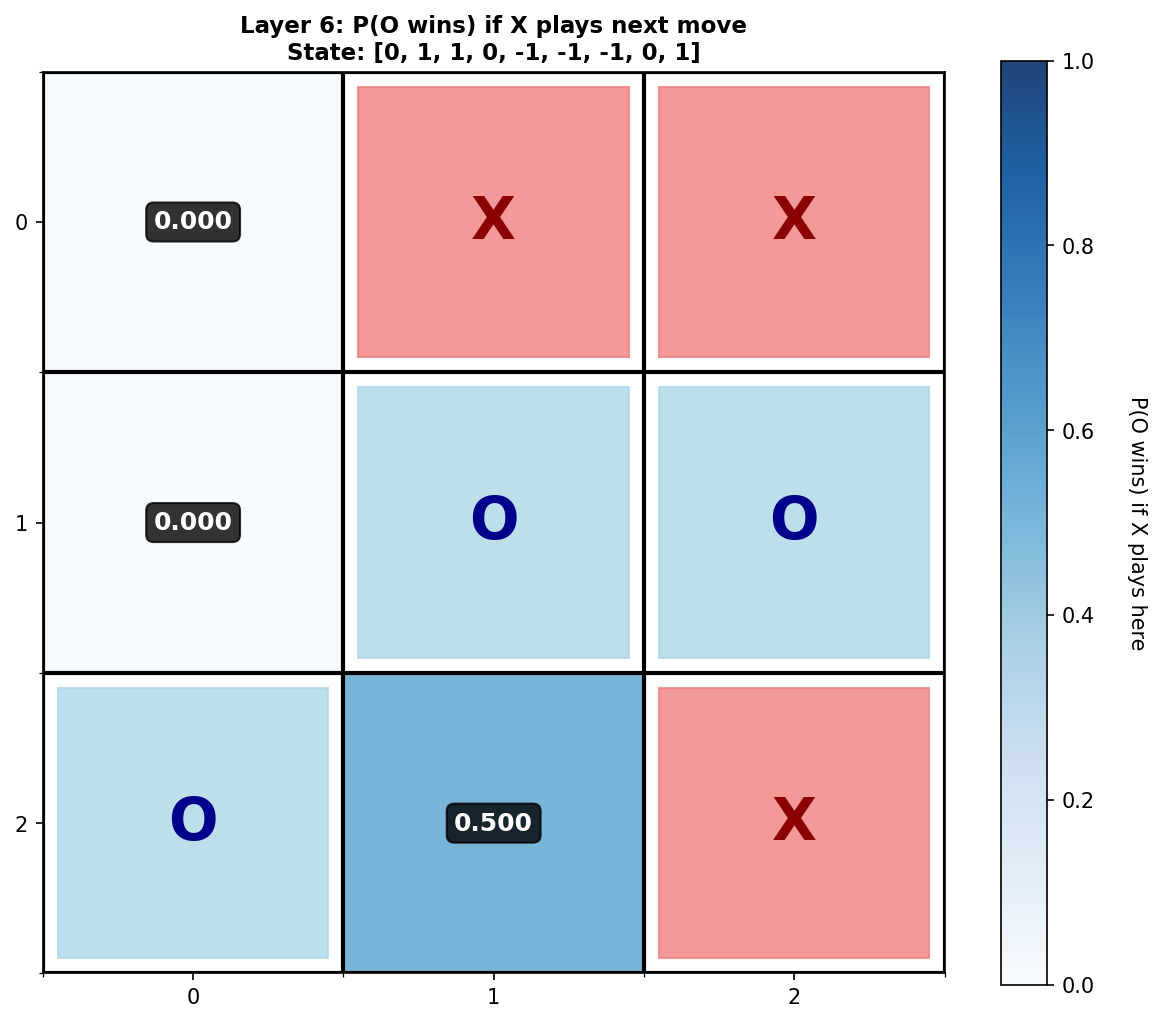 Layer 6: P(O wins) if X plays next move
State: [0, 1, 1, 0, -1, -1, -1, 0, 1]
0 0.000 X X
1 0.000 O O
2 O 0.500 X
0 1 2
1.0
0.8
0.6
0.4
0.2
0.0
P(O wins) if X plays here